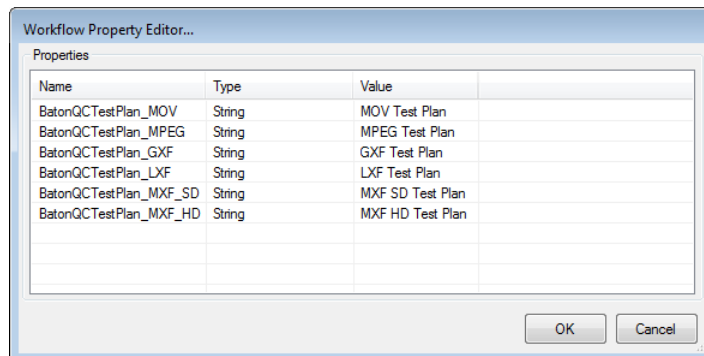 Workflow Property Editor...
Properties
Name Type Value
BatonQCTestPlan_MOV String MOV Test Plan
BatonQCTestPlan_MPEG String MPEG Test Plan
BatonQCTestPlan_GXF String GXF Test Plan
BatonQCTestPlan_LXF String LXF Test Plan
BatonQCTestPlan_MXF_SD String MXF SD Test Plan
BatonQCTestPlan_MXF_HD String MXF HD Test Plan
OK Cancel